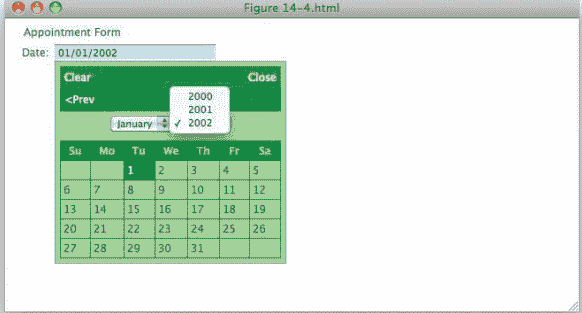 Figure 14-4.html
Appointment Form
Date: 01/01/2002
Clear Close
<Prev
2000
2001
January ✓ 2002
Su Mo Tu We Th Fr Sa
1 2 3 4 5
6 7 8 9 10 11 12
13 14 15 16 17 18 19
20 21 22 23 24 25 26
27 28 29 30 31